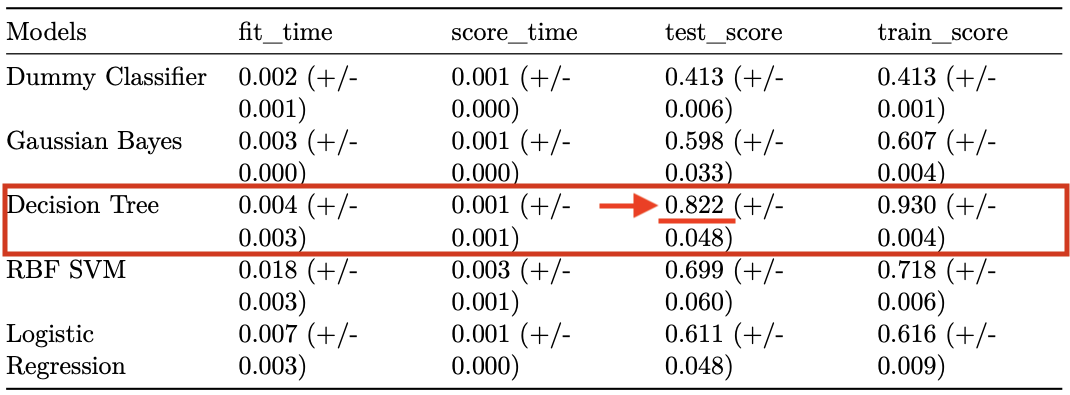 Models fit_time score_time test_score train_score
Dummy Classifier 0.002 (+/- 0.001 (+/- 0.413 (+/- 0.413 (+/-
0.001) 0.000) 0.006) 0.001)
Gaussian Bayes 0.003 (+/- 0.001 (+/- 0.598 (+/- 0.607 (+/-
0.000) 0.000) 0.033) 0.004)
Decision Tree 0.004 (+/- 0.001 (+/- 0.822 (+/- 0.930 (+/-
0.003) 0.001) 0.048) 0.004)
RBF SVM 0.018 (+/- 0.003 (+/- 0.699 (+/- 0.718 (+/-
0.003) 0.001) 0.060) 0.006)
Logistic 0.007 (+/- 0.001 (+/- 0.611 (+/- 0.616 (+/-
Regression 0.003) 0.000) 0.048) 0.009)